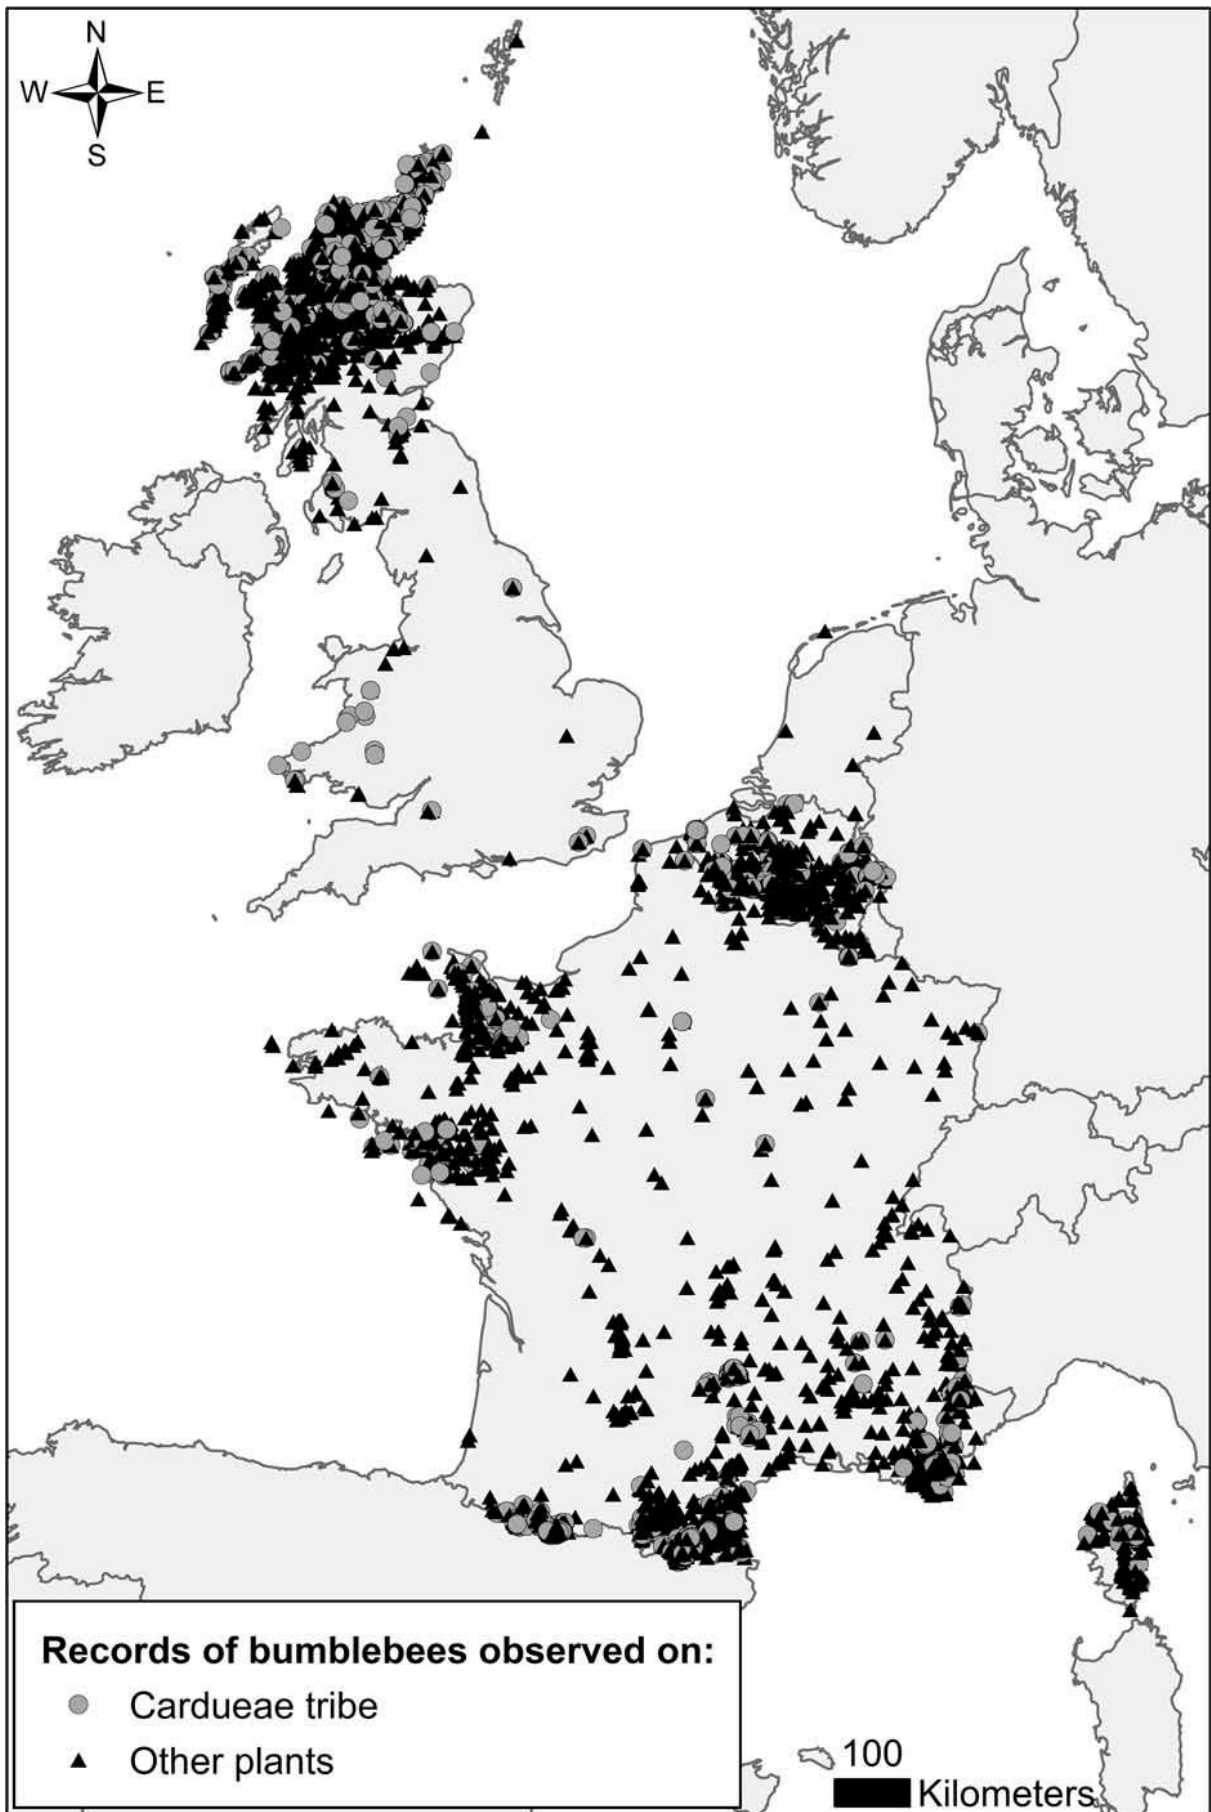 N
W E
S
Records of bumblebees observed on:
Cardueae tribe
Other plants
100
Kilometers